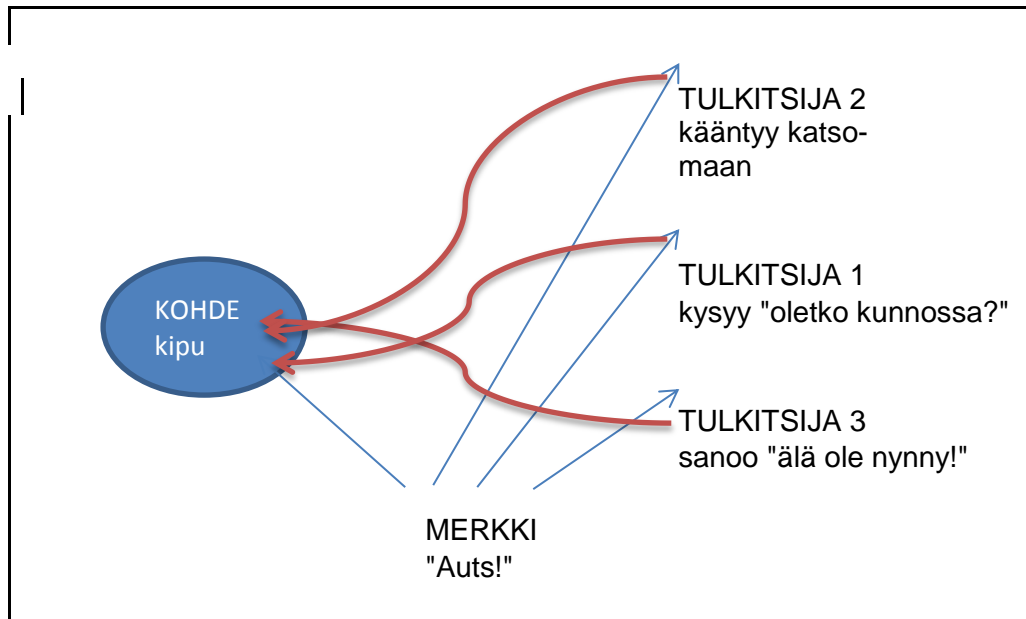 TULKITSIJA 2
kääntyy katso-
maan
TULKITSIJA 1
kysyy "oletko kunnossa?"
KOHDE
kipu
TULKITSIJA 3
sanoo "älä ole nynny!"
MERKKI
"Auts!"